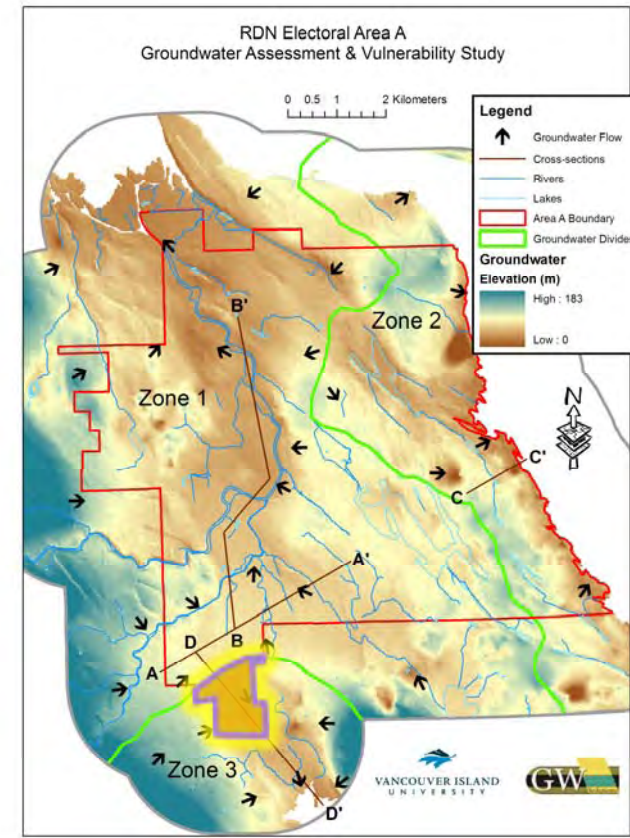 RDN Electoral Area A
Groundwater Assessment & Vulnerability Study
0 0.5 1 2 Kilometers
Legend
Groundwater Flow
Cross-sections
Rivers
Lakes
Area A Boundary
Groundwater Divide
Groundwater
Elevation (m)
High : 183
Low : 0
B'
Zone 2
Zone 1
N
C'
C
A'
D
B
A
Zone 3
D'
VANCOUVER ISLAND
UNIVERSITY
GW